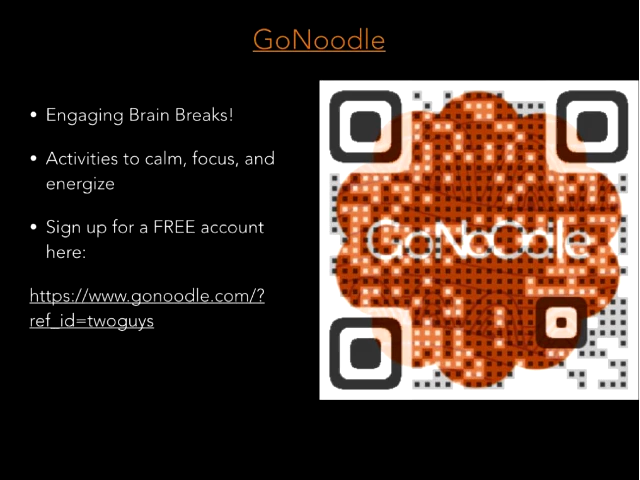 GoNoodle
• Engaging Brain Breaks!
• Activities to calm, focus, and
energize
• Sign up for a FREE account
here:
https://www.gonoodle.com/?
ref_id=twoguys
GoNoOdle